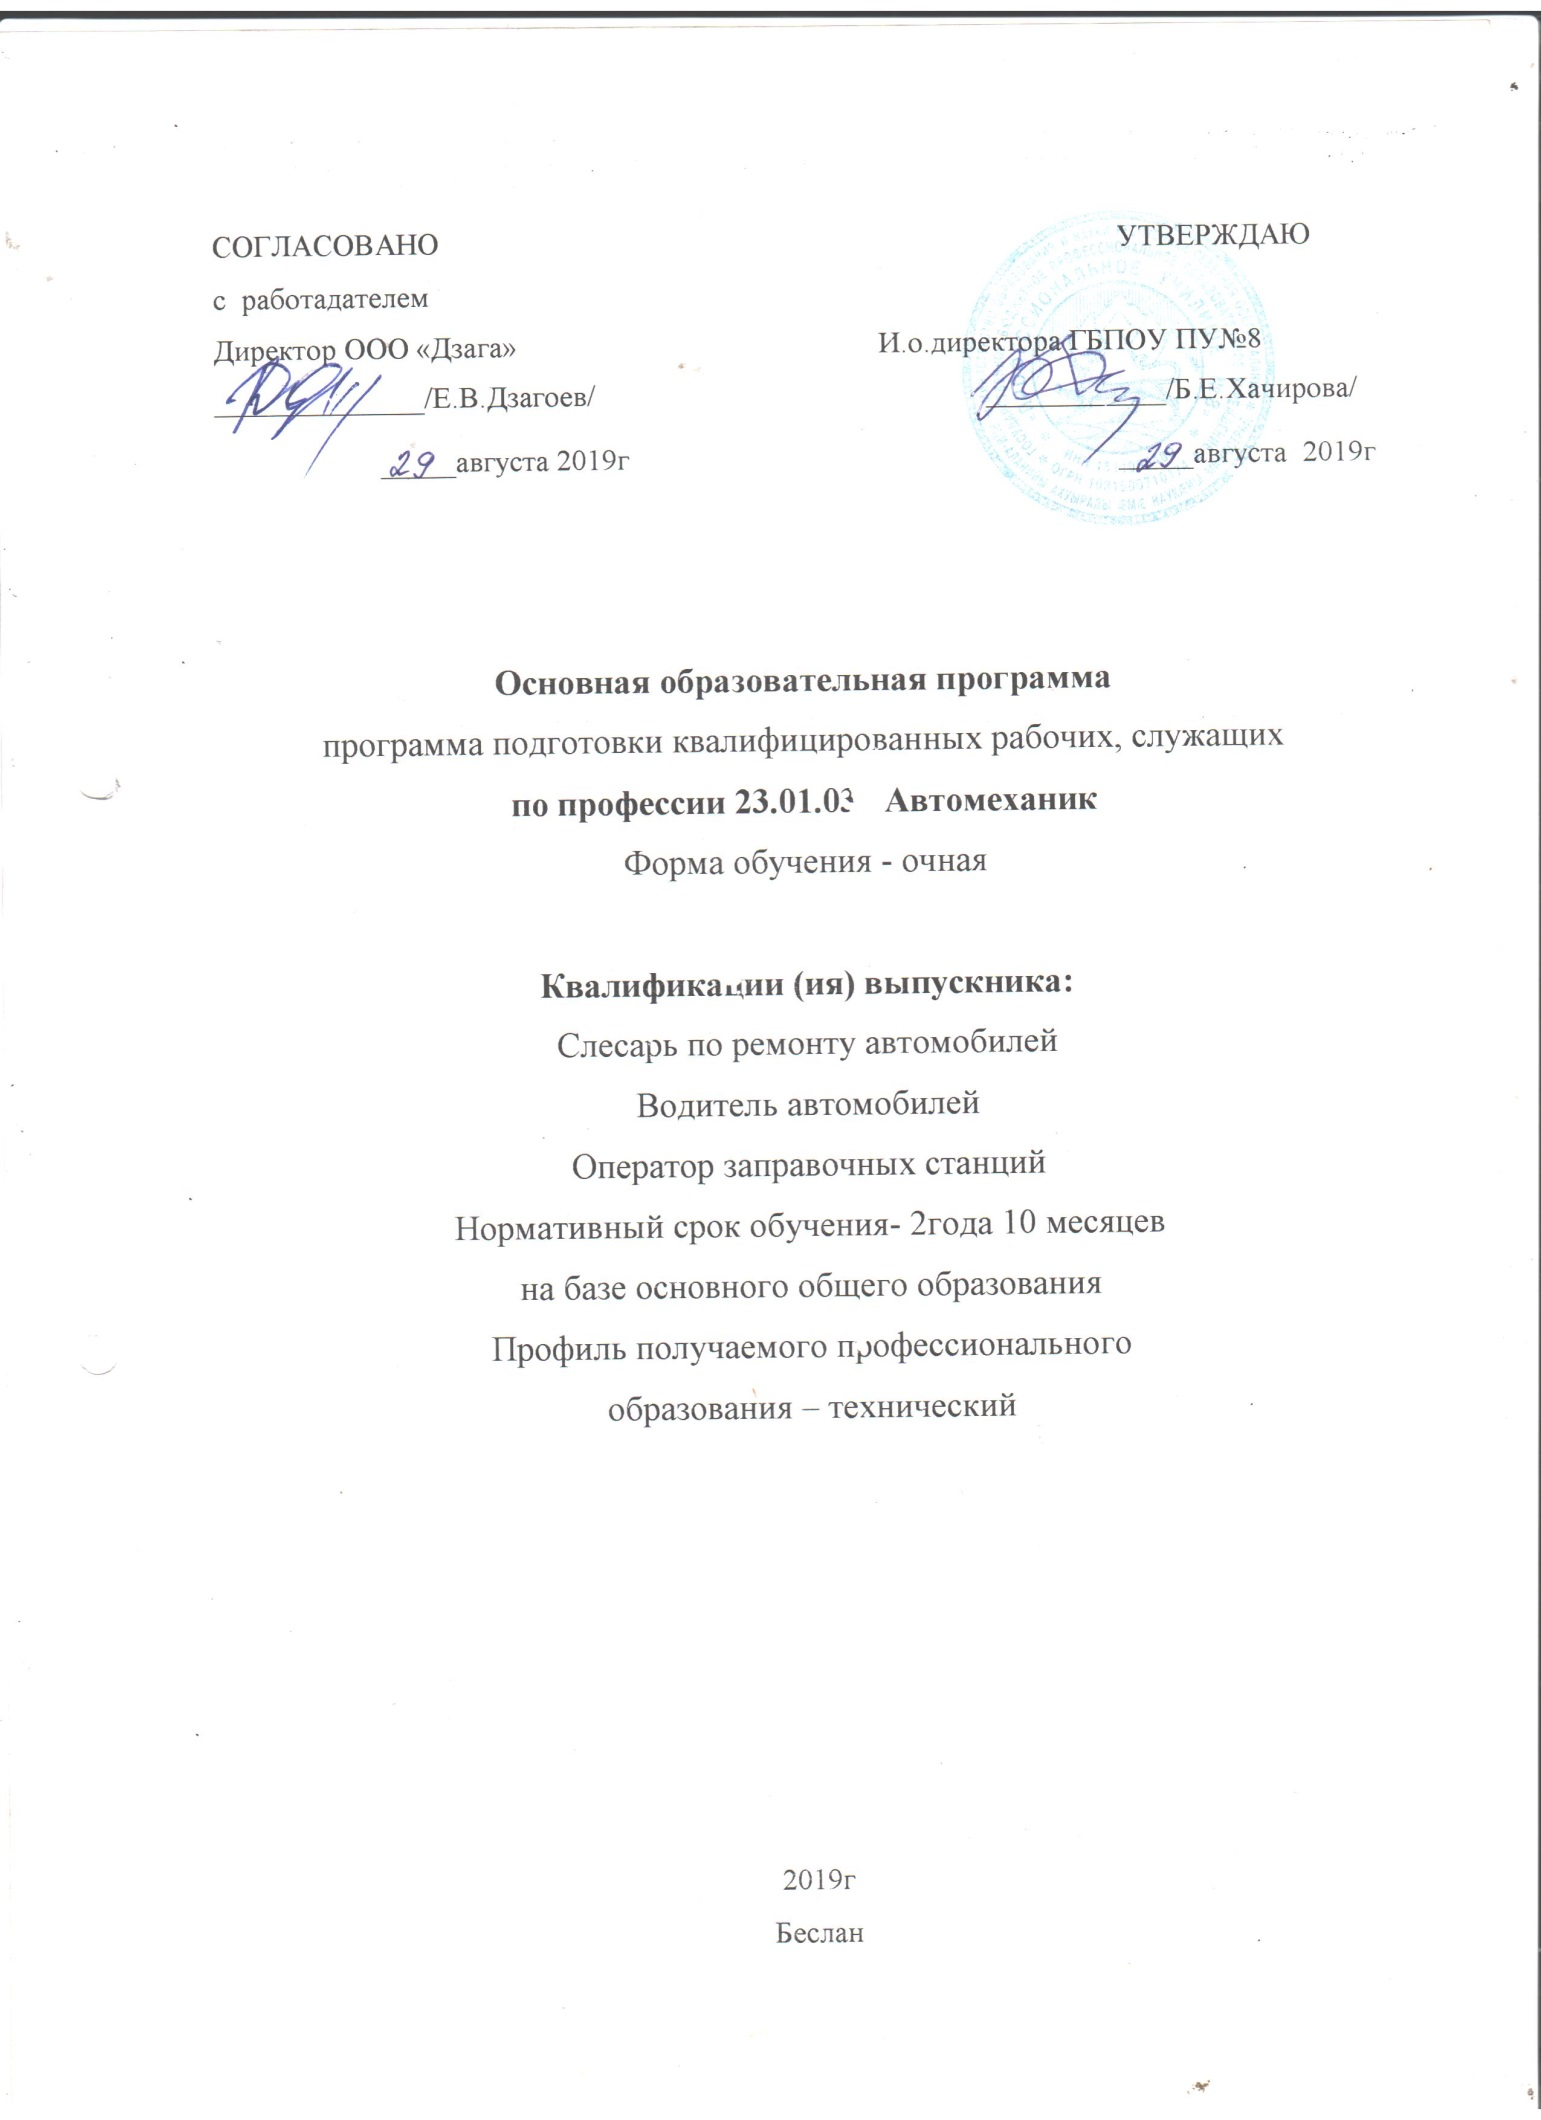 СОГЛАСОВАНО
с работадателем
Директор ООО «Дзага»
/Е.В.Дзагоев/
29 августа 2019г
УТВЕРЖДАЮ
И.о.директора ГБПОУ ПУ№8
/Б.Е.Хачирова/
29 августа 2019г
Основная образовательная программа
программа подготовки квалифицированных рабочих, служащих
по профессии 23.01.03 Автомеханик
Форма обучения - очная
Квалификации (ия) выпускника:
Слесарь по ремонту автомобилей
Водитель автомобилей
Оператор заправочных станций
Нормативный срок обучения- 2года 10 месяцев
на базе основного общего образования
Профиль получаемого профессионального
образования – технический
2019г
Беслан